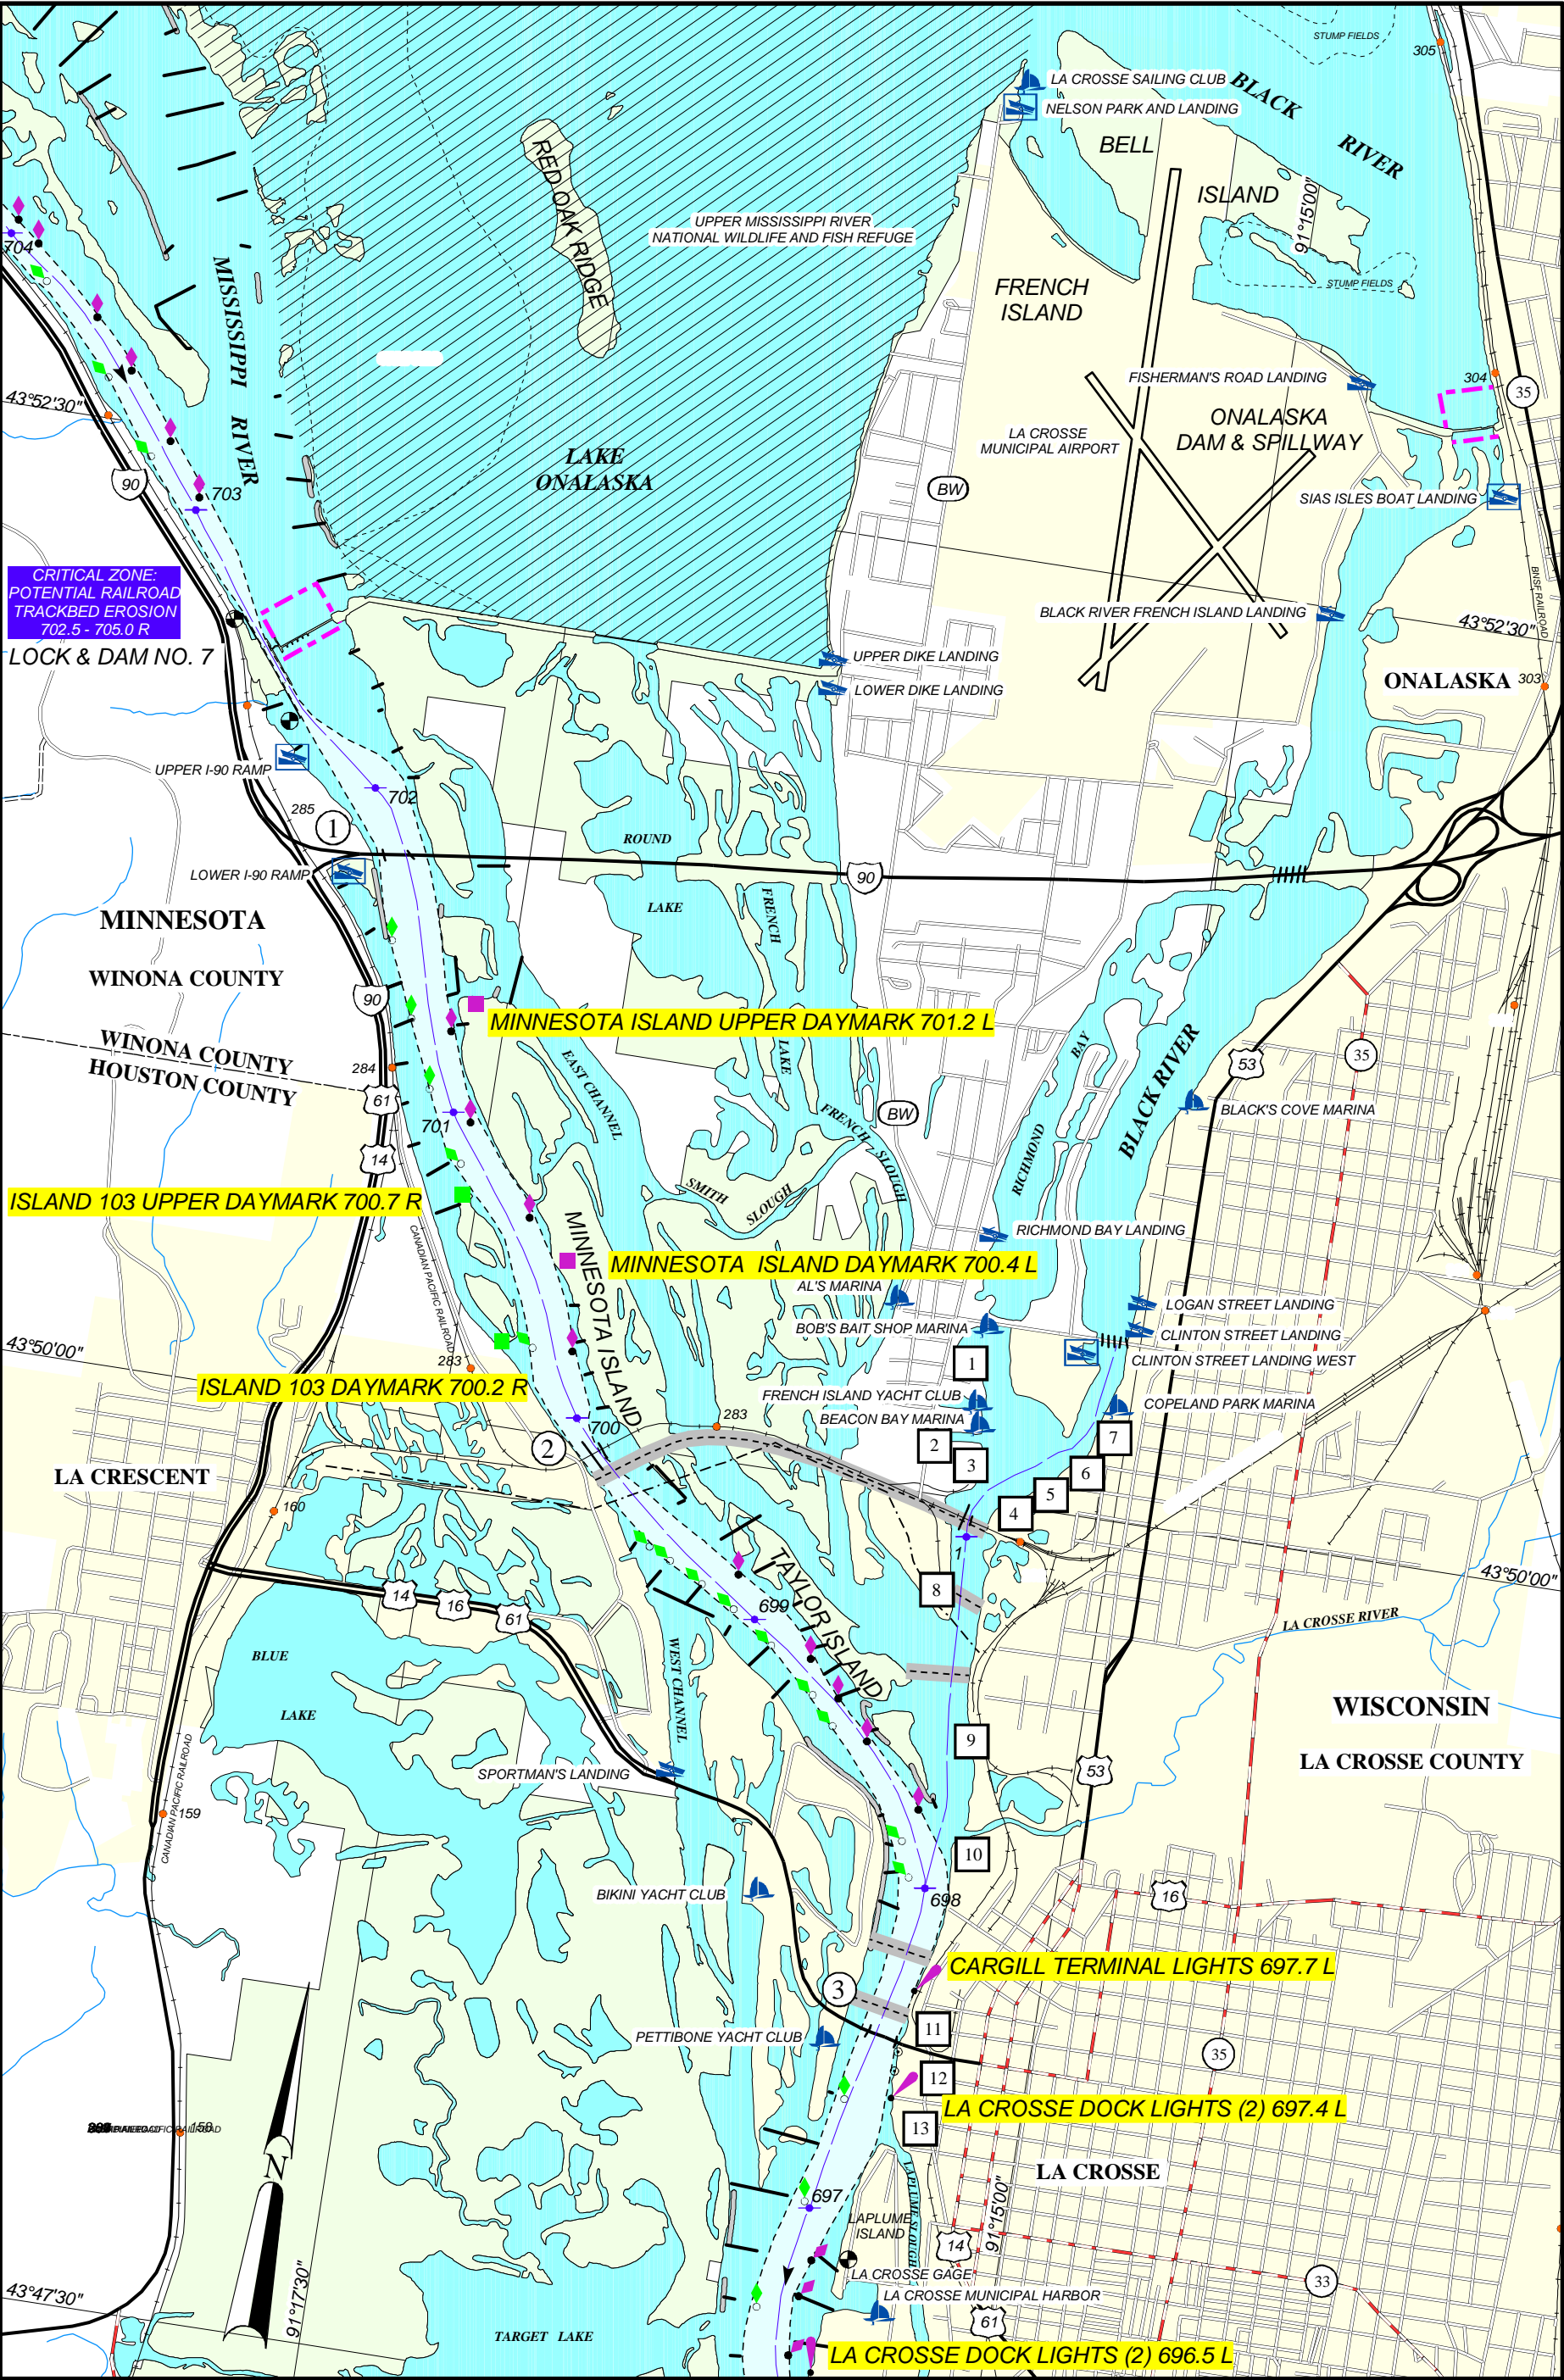 STUMP FIELDS
305
LA CROSSE SAILING CLUB
BLACK
NELSON PARK AND LANDING
BELL
RIVER
RED OAK RIDGE
ISLAND
UPPER MISSISSIPPI RIVER
NATIONAL WILDLIFE AND FISH REFUGE
91°15'00"
704
MISSISSIPPI RIVER
FRENCH
ISLAND
STUMP FIELDS
FISHERMAN'S ROAD LANDING
304
35
43°52'30"
ONALASKA
DAM & SPILLWAY
LA CROSSE
MUNICIPAL AIRPORT
LAKE
ONALASKA
90
703
BW
SIAS ISLES BOAT LANDING
CRITICAL ZONE:
POTENTIAL RAILROAD
TRACKBED EROSION
702.5 - 705.0 R
BNSF RAILROAD
BLACK RIVER FRENCH ISLAND LANDING
43°52'30"
LOCK & DAM NO. 7
UPPER DIKE LANDING
LOWER DIKE LANDING
ONALASKA
303
UPPER I-90 RAMP
702
285
1
ROUND
LOWER I-90 RAMP
90
LAKE
FRENCH
MINNESOTA
WINONA COUNTY
90
MINNESOTA ISLAND UPPER DAYMARK 701.2 L
WINONA COUNTY
HOUSTON COUNTY
284
EAST CHANNEL
LAKE
BAY
BLACK RIVER
35
53
61
701
FRENCH SLOUGH
BW
BLACK'S COVE MARINA
14
RICHMOND
ISLAND 103 UPPER DAYMARK 700.7 R
SMITH
SLOUGH
CANADIAN PACIFIC RAILROAD
MINNESOTA ISLAND
RICHMOND BAY LANDING
MINNESOTA ISLAND DAYMARK 700.4 L
AL'S MARINA
LOGAN STREET LANDING
BOB'S BAIT SHOP MARINA
CLINTON STREET LANDING
43°50'00"
283
1
CLINTON STREET LANDING WEST
ISLAND 103 DAYMARK 700.2 R
FRENCH ISLAND YACHT CLUB
COPELAND PARK MARINA
BEACON BAY MARINA
700
283
2
2
7
3
LA CRESCENT
6
5
160
4
1
TAYLOR ISLAND
43°50'00"
14
16
61
8
699
LA CROSSE RIVER
BLUE
WEST CHANNEL
LAKE
WISCONSIN
9
LA CROSSE COUNTY
SPORTMAN'S LANDING
53
CANADIAN PACIFIC RAILROAD
159
10
BIKINI YACHT CLUB
698
16
CARGILL TERMINAL LIGHTS 697.7 L
3
11
PETTIBONE YACHT CLUB
35
12
LA CROSSE DOCK LIGHTS (2) 697.4 L
158
13
N
LA CROSSE
LAPLUME SLOUGH
91°15'00"
697
LAPLUME
ISLAND
14
91°17'30"
LA CROSSE GAGE
33
43°47'30"
LA CROSSE MUNICIPAL HARBOR
61
TARGET LAKE
LA CROSSE DOCK LIGHTS (2) 696.5 L